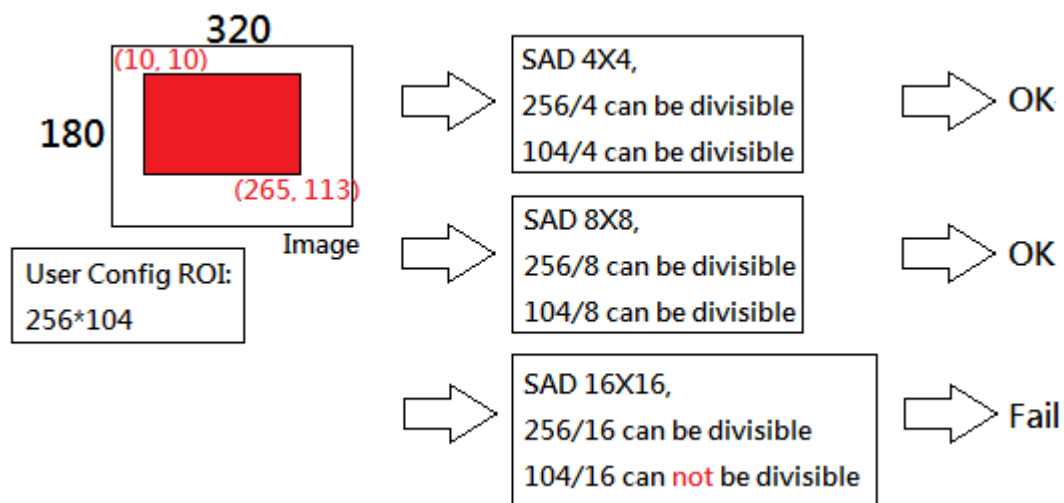 320
(10, 10)
180
(265, 113)
Image
User Config ROI:
256*104
SAD 4X4,
256/4 can be divisible
104/4 can be divisible
OK
SAD 8X8,
256/8 can be divisible
104/8 can be divisible
OK
SAD 16X16,
256/16 can be divisible
104/16 can not be divisible
Fail